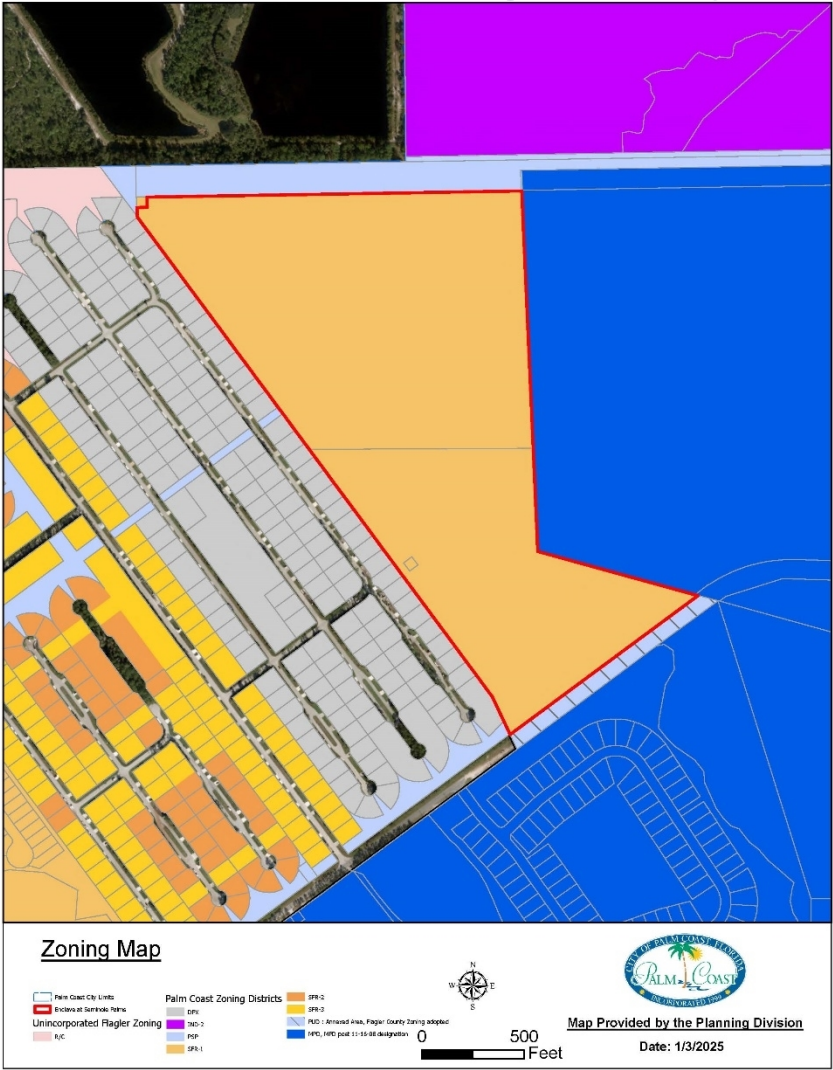 Zoning Map
Palm Coast City Limits
Enclave at Seminole Palms
Unincorporated Flagler Zoning
R/C
Palm Coast Zoning Districts
DPX
IND-2
PSP
SFR-1
SFR-2
SFR-3
PUD : Annexed Area, Flagler County Zoning adopted
MPD, MPD post 11-16-08 designation
N
W
E
S
0
500
Feet
CITY OF PALM COAST, FLORIDA
PALM COAST
INCORPORATED 1999
Map Provided by the Planning Division
Date: 1/3/2025